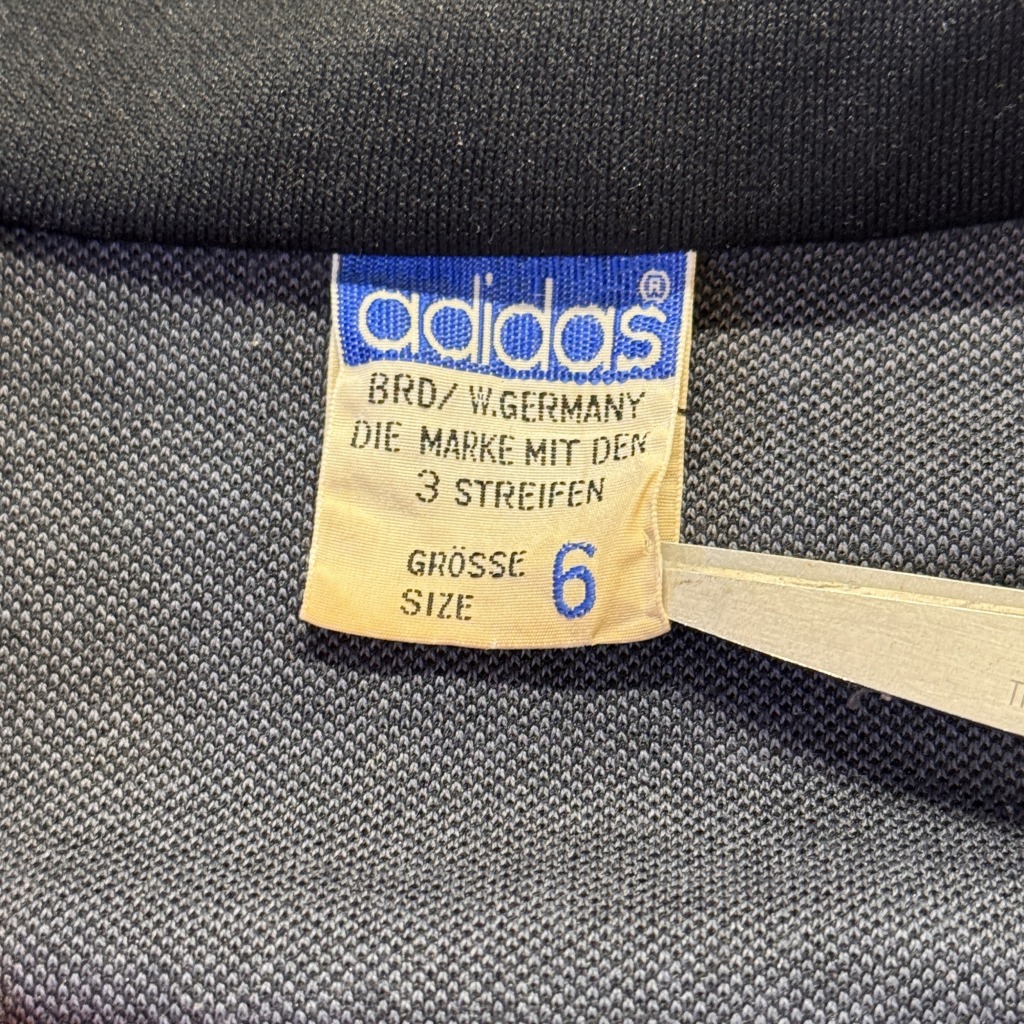 adidas®
BRD/ W.GERMANY
DIE MARKE MIT DEN
3 STREIFEN
GRÖSSE 6
SIZE